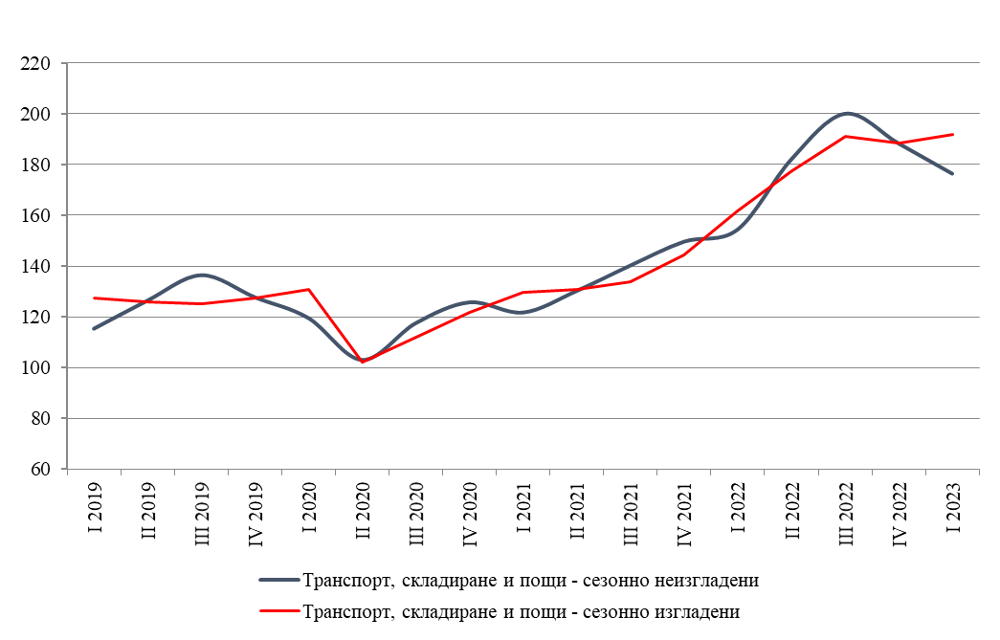 220
200
180
160
140
120
100
80
60
I 2019
II 2019
III 2019
IV 2019
I 2020
II 2020
III 2020
IV 2020
I 2021
II 2021
III 2021
IV 2021
I 2022
II 2022
III 2022
IV 2022
I 2023
Транспорт, складиране и пощи - сезонно неизгладени
Транспорт, складиране и пощи - сезонно изгладени